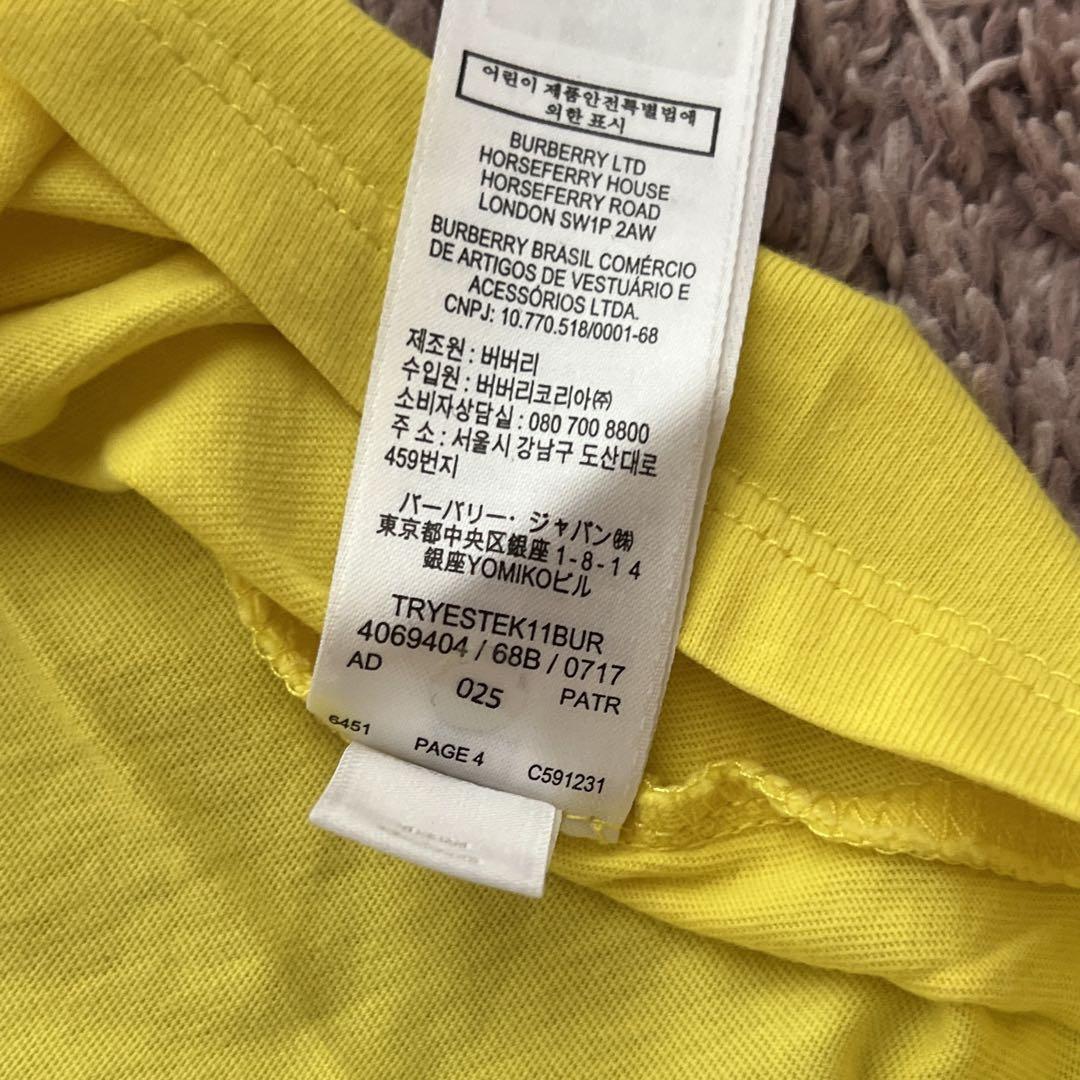 어린이 제품안전특별법에
의한 표시
BURBERRY LTD
HORSEFERRY HOUSE
HORSEFERRY ROAD
LONDON SW1P 2AW
BURBERRY BRASIL COMÉRCIO
DE ARTIGOS DE VESTUÁRIO E
ACESSÓRIOS LTDA.
CNPJ: 10.770.518/0001-68
제조원 : 버버리
수입원 : 버버리코리아㈜
소비자상담실 : 080 700 8800
주 소 : 서울시 강남구 도산대로
459번지
バーバリー・ジャパン㈱
東京都中央区銀座1-8-14
銀座YOMIKOビル
TRYESTEK11BUR
4069404 / 68B / 0717
AD 025 PATR
6451 PAGE 4 C591231